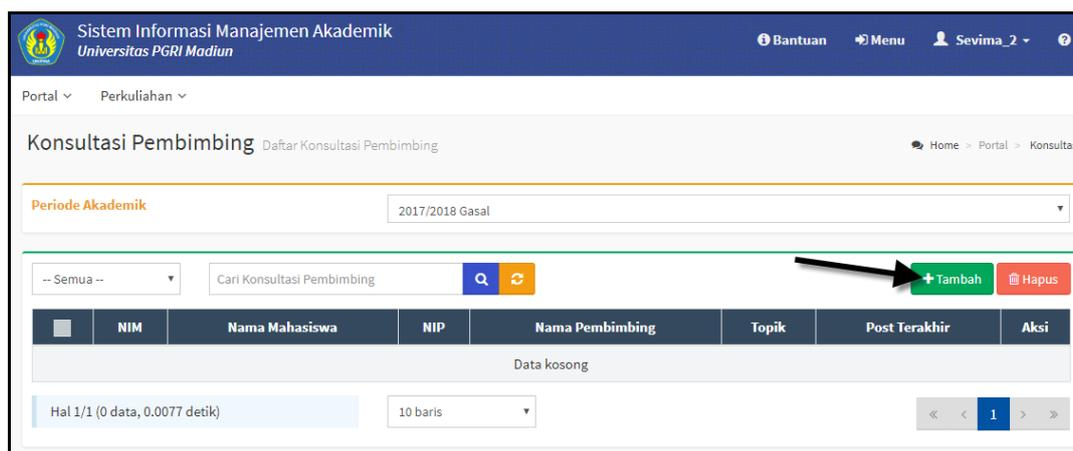 Sistem Informasi Manajemen Akademik
Universitas PGRI Madiun
Bantuan Menu Sevima_2
Portal Perkuliahan
Konsultasi Pembimbing Daftar Konsultasi Pembimbing
Home > Portal > Konsulta
Periode Akademik 2017/2018 Gasal
-- Semua -- Cari Konsultasi Pembimbing + Tambah Hapus
NIM Nama Mahasiswa NIP Nama Pembimbing Topik Post Terakhir Aksi
Data kosong
Hal 1/1 (0 data, 0.0077 detik) 10 baris « < 1 > »